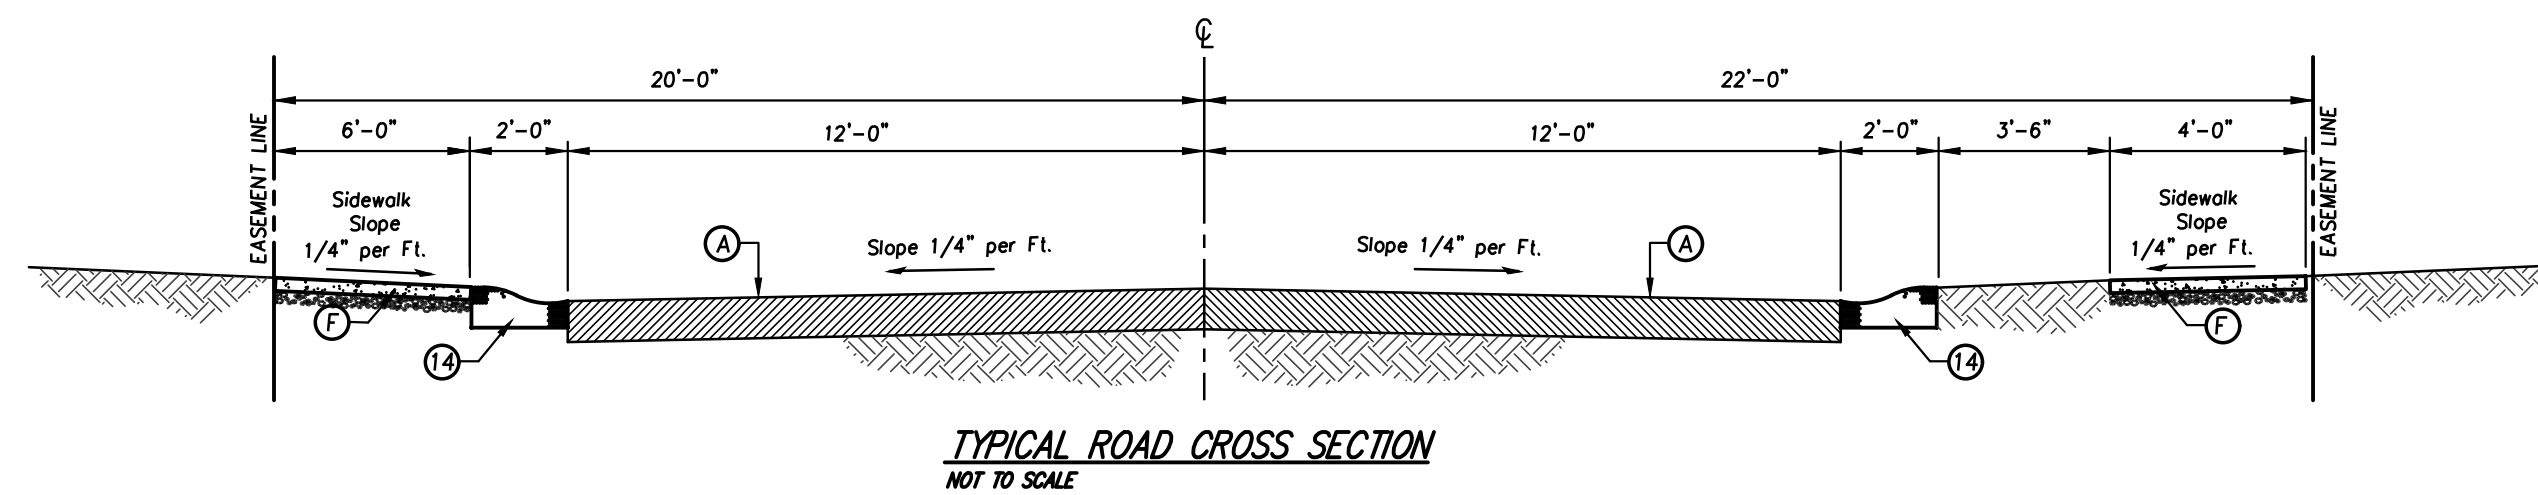 ℄
20'-0" 22'-0"
6'-0" 2'-0" 12'-0" 12'-0" 2'-0" 3'-6" 4'-0"
EASEMENT LINE
EASEMENT LINE
Sidewalk
Slope
1/4" per Ft.
A
Slope 1/4" per Ft.
Slope 1/4" per Ft.
A
Sidewalk
Slope
1/4" per Ft.
F
14
14
F
TYPICAL ROAD CROSS SECTION
NOT TO SCALE